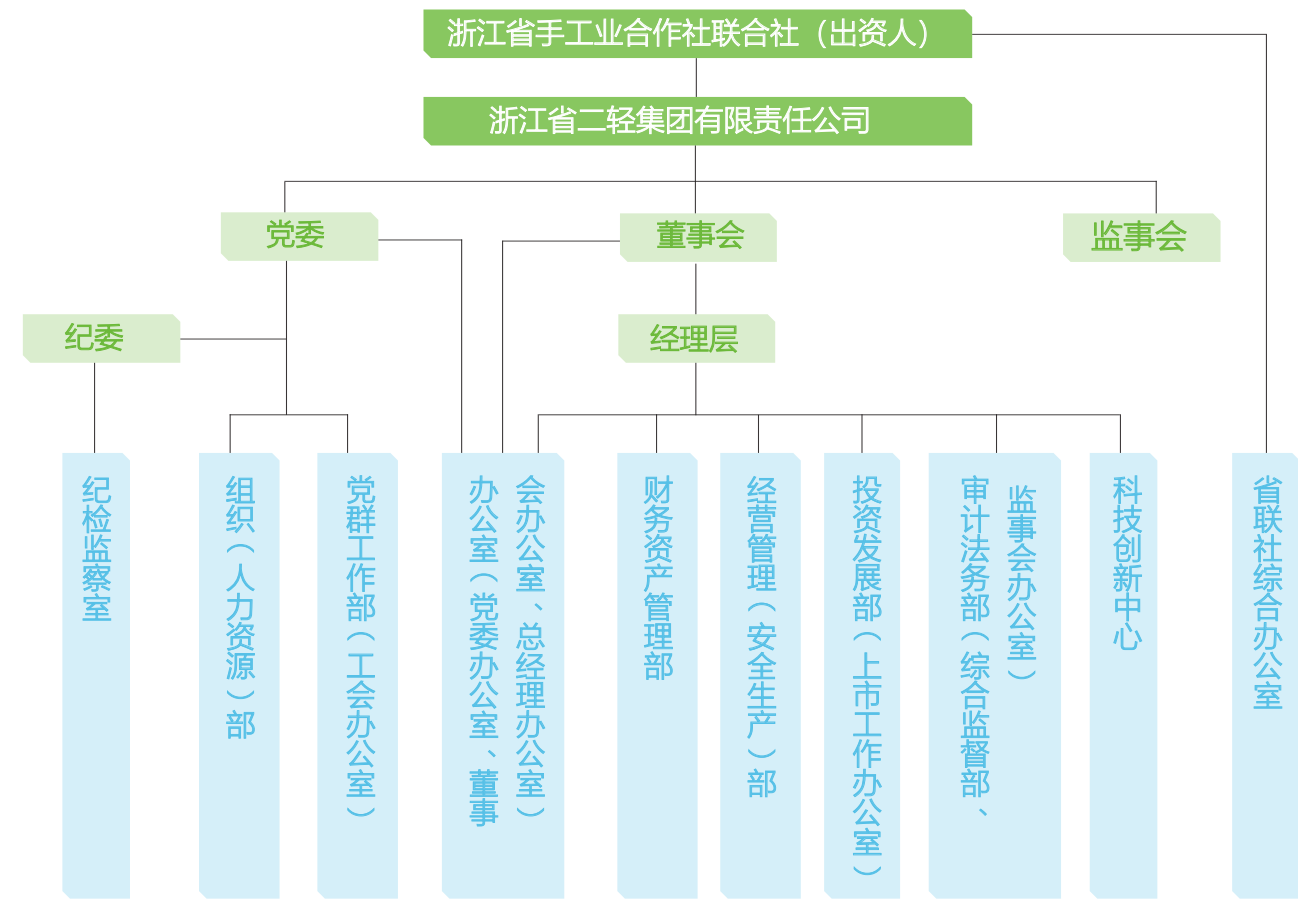 浙江省手工业合作社联合社（出资人）
浙江省二轻集团有限责任公司
党委
董事会
监事会
纪委
经理层
纪检监察室
组织（人力资源）部
党群工作部（工会办公室）
办公室（党委办公室、董事
会办公室、总经理办公室）
财务资产管理部
经营管理（安全生产）部
投资发展部（上市工作办公室）
审计法务部（综合监督部、
监事会办公室）
科技创新中心
省联社综合办公室